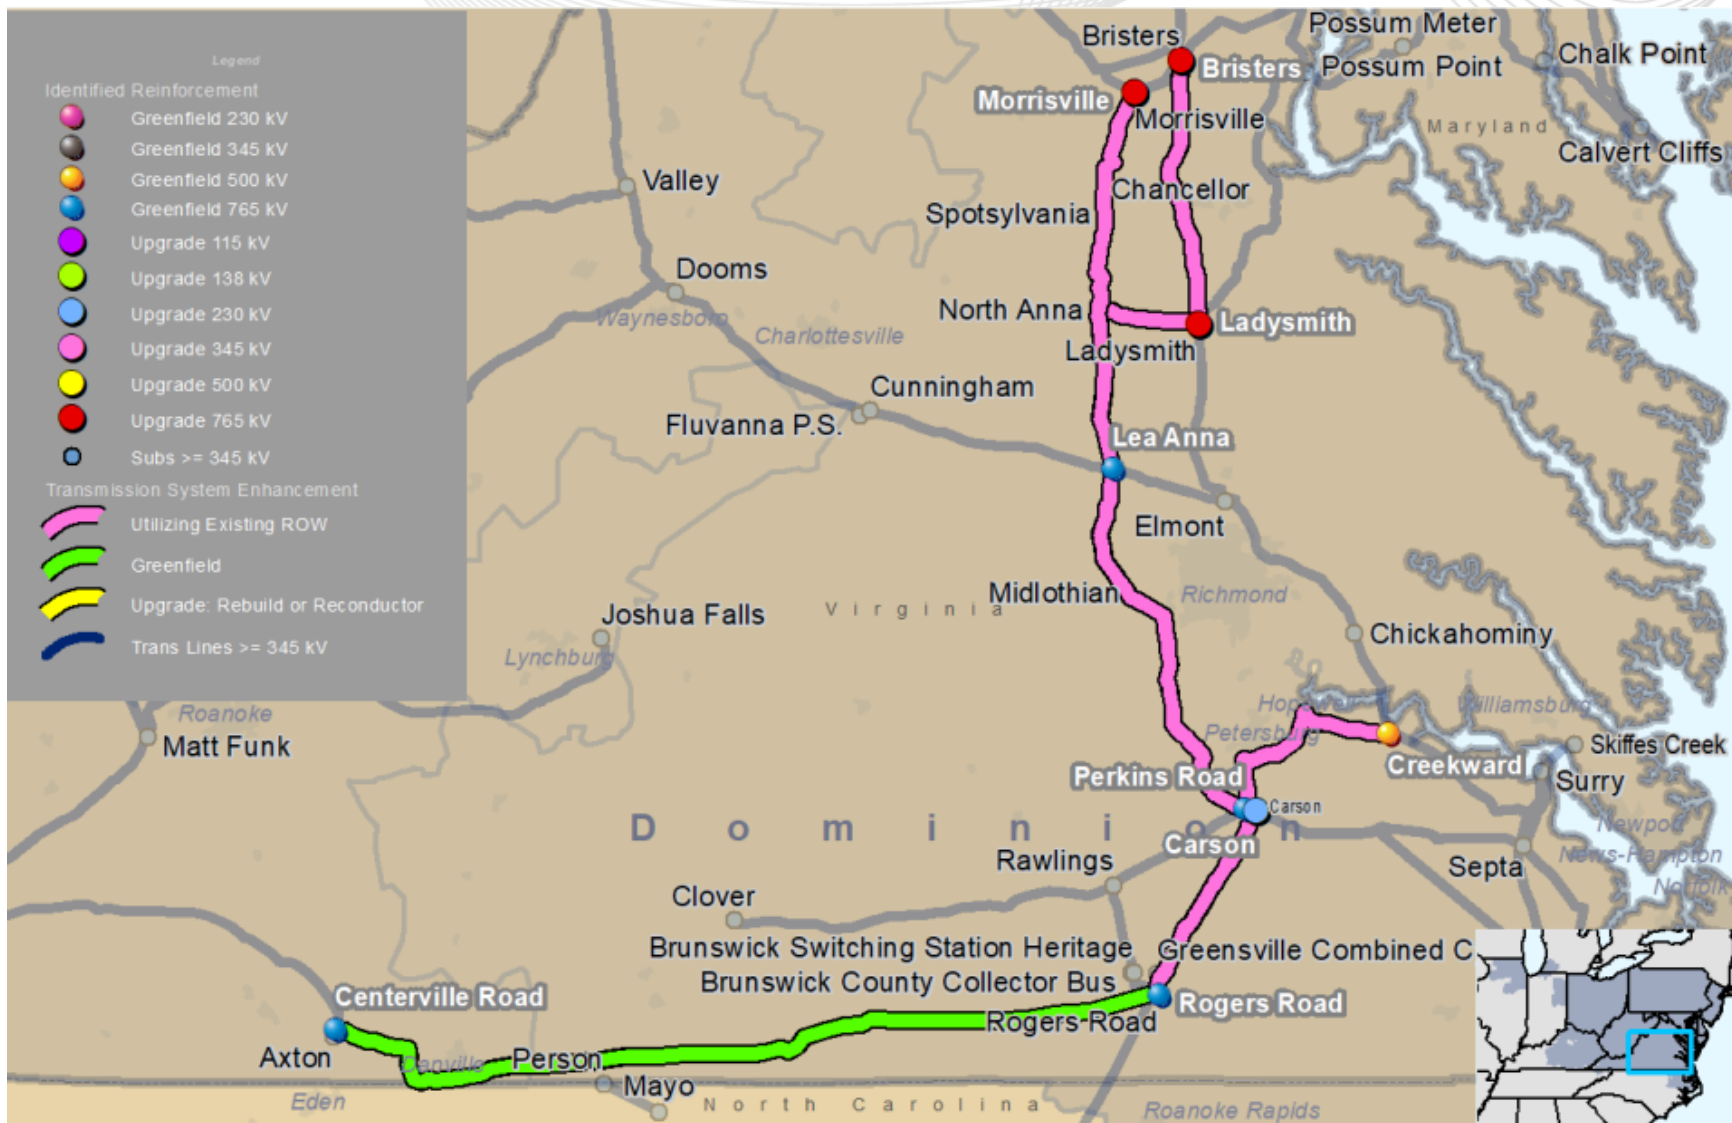 Legend
Identified Reinforcement
Greenfield 230 kV
Greenfield 345 kV
Greenfield 500 kV
Greenfield 765 kV
Upgrade 115 kV
Upgrade 138 kV
Upgrade 230 kV
Upgrade 345 kV
Upgrade 500 kV
Upgrade 765 kV
Subs >= 345 kV
Transmission System Enhancement
Utilizing Existing ROW
Greenfield
Upgrade: Rebuild or Reconductor
Trans Lines >= 345 kV
Possum Meter
Bristers
Chalk Point
Bristers
Possum Point
Morrisville
Morrisville
Maryland
Calvert Cliffs
Valley
Chancellor
Spotsylvania
Dooms
North Anna
Waynesboro
Ladysmith
Charlottesville
Ladysmith
Cunningham
Fluvanna P.S.
Lea Anna
Elmont
Midlothian
Richmond
Virginia
Joshua Falls
Chickahominy
Lynchburg
Hopewell
Williamsburg
Roanoke
Petersburg
Matt Funk
Skiffes Creek
Creekward
Perkins Road
Surry
Carson
Dominion
Newport
Carson
News-Hampton
Rawlings
Septa
Norfolk
Clover
Brunswick Switching Station Heritage
Greensville Combined C
Brunswick County Collector Bus
Centerville Road
Rogers Road
Rogers Road
Axton
Danville
Person
Mayo
Eden
North Carolina
Roanoke Rapids